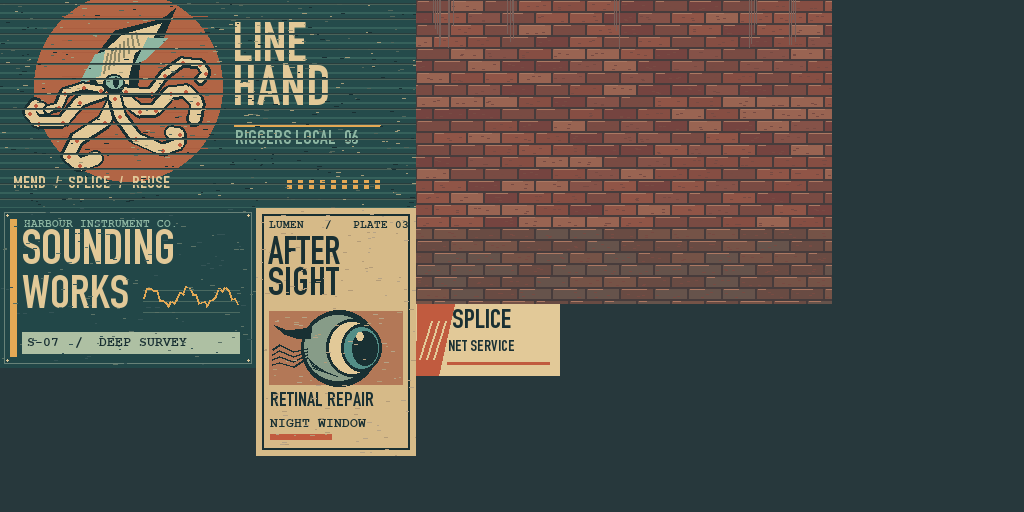 LINE
HAND
RIGGERS LOCAL 06
MEND / SPLICE / REUSE
HARBOUR INSTRUMENT CO.
SOUNDING
WORKS
S-07 / DEEP SURVEY
LUMEN / PLATE 03
AFTER
SIGHT
RETINAL REPAIR
NIGHT WINDOW
SPLICE
NET SERVICE